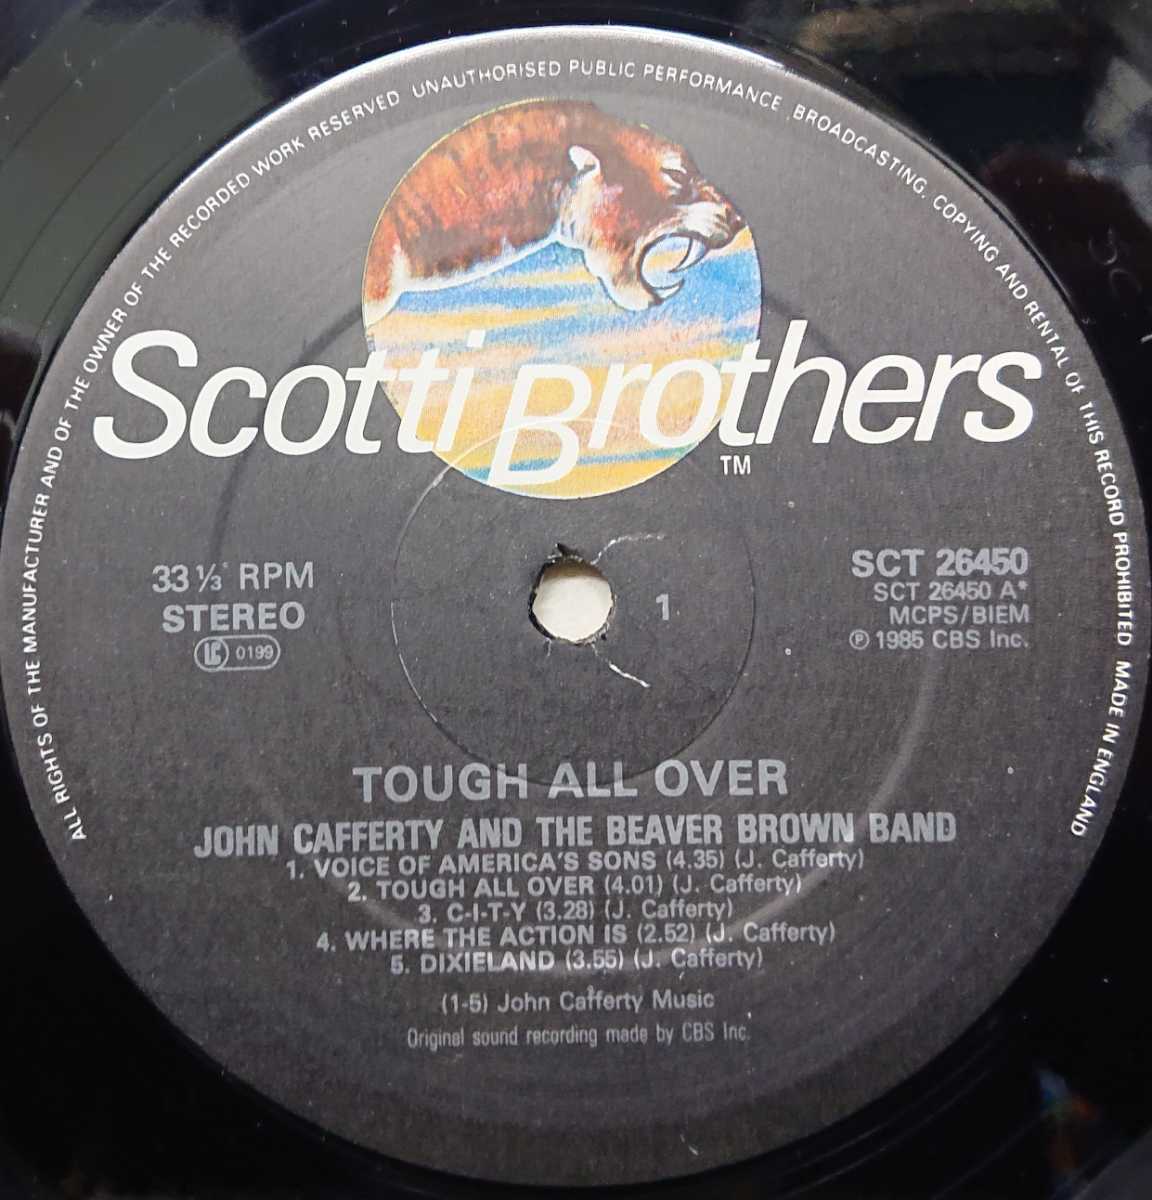 ALL RIGHTS OF THE MANUFACTURER AND OF THE OWNER OF THE RECORDED WORK RESERVED UNAUTHORISED PUBLIC PERFORMANCE, BROADCASTING, COPYING AND RENTAL OF THIS RECORD PROHIBITED MADE IN ENGLAND
Scotti Brothers
TM
33⅓ RPM
STEREO
LC 0199
1
SCT 26450
SCT 26450 A*
MCPS/BIEM
℗ 1985 CBS Inc.
TOUGH ALL OVER
JOHN CAFFERTY AND THE BEAVER BROWN BAND
1. VOICE OF AMERICA'S SONS (4.35) (J. Cafferty)
2. TOUGH ALL OVER (4.01) (J. Cafferty)
3. C-I-T-Y (3.28) (J. Cafferty)
4. WHERE THE ACTION IS (2.52) (J. Cafferty)
5. DIXIELAND (3.55) (J. Cafferty)
(1-5) John Cafferty Music
Original sound recording made by CBS Inc.